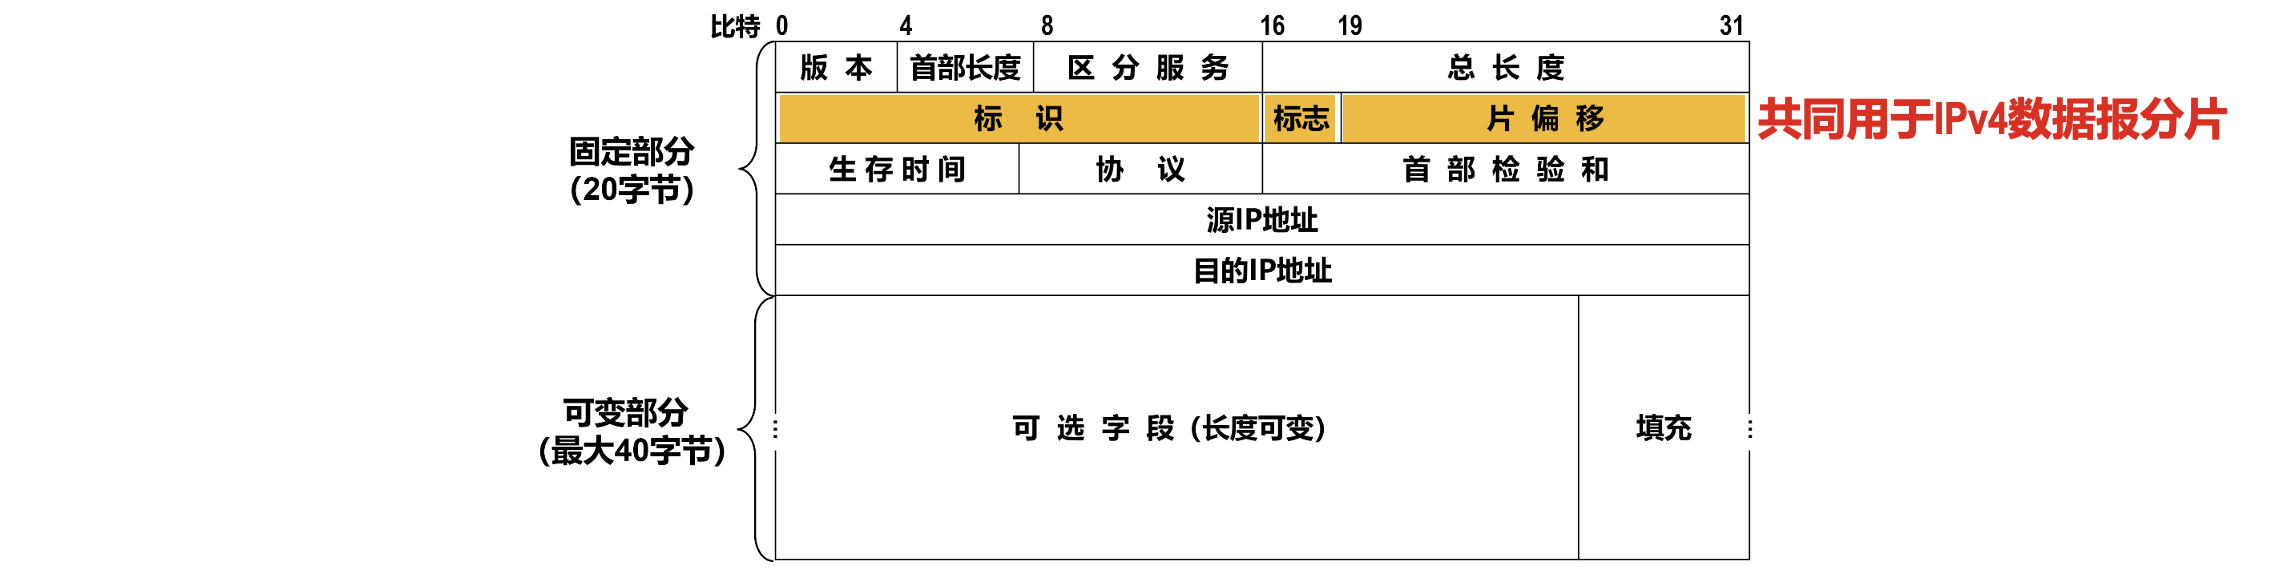 比特 0 4 8 16 19 31
版 本 首部长度 区 分 服 务 总 长 度
标 识 标志 片 偏 移 共同用于IPv4数据报分片
固定部分
(20字节)
生 存 时 间 协 议 首 部 检 验 和
源IP地址
目的IP地址
可变部分
(最大40字节)
可 选 字 段 (长度可变) 填充